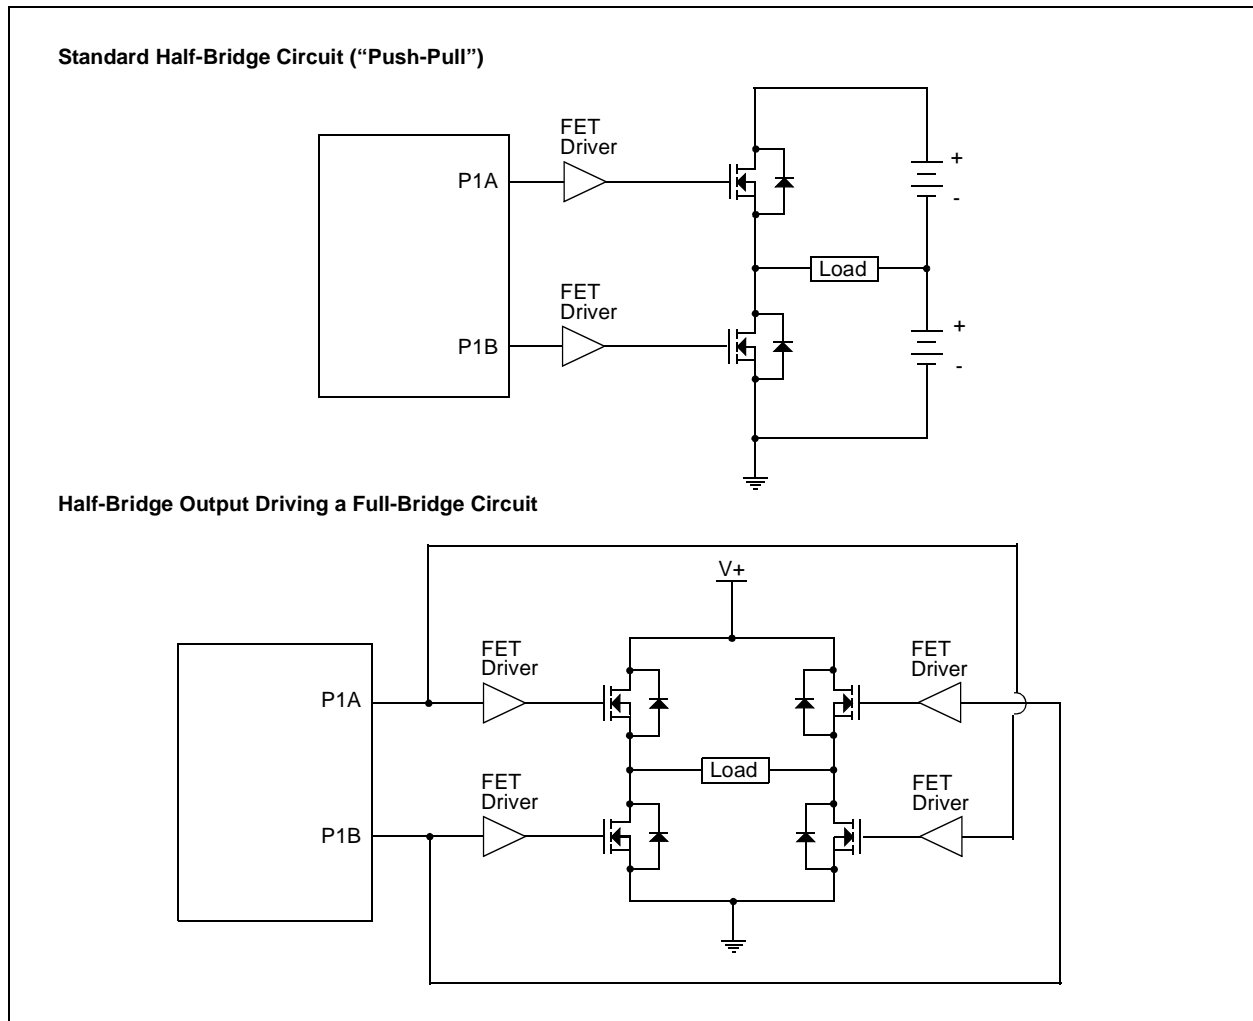 Standard Half-Bridge Circuit (“Push-Pull”)
FET
Driver
P1A
+
-
Load
FET
Driver
P1B
+
-
Half-Bridge Output Driving a Full-Bridge Circuit
V+
FET
Driver
FET
Driver
P1A
Load
FET
Driver
FET
Driver
P1B